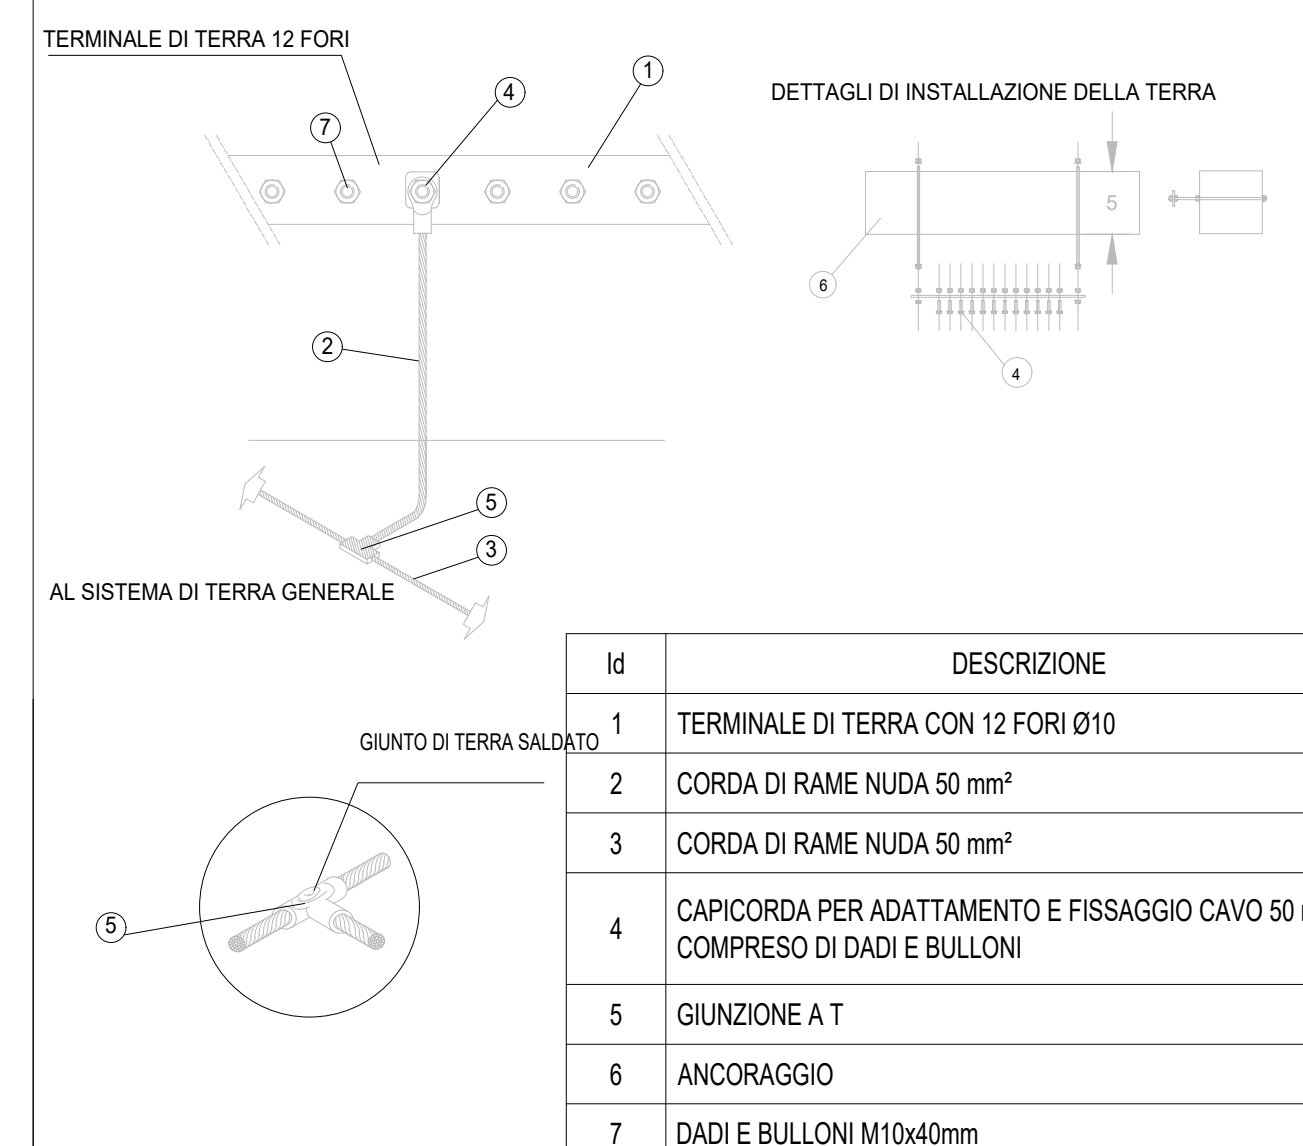 TERMINALE DI TERRA 12 FORI
1
4
7
DETTAGLI DI INSTALLAZIONE DELLA TERRA
5
6
4
2
5
3
AL SISTEMA DI TERRA GENERALE
GIUNTO DI TERRA SALDATO
5
Id DESCRIZIONE
1 TERMINALE DI TERRA CON 12 FORI Ø10
2 CORDA DI RAME NUDA 50 mm²
3 CORDA DI RAME NUDA 50 mm²
4 CAPICORDA PER ADATTAMENTO E FISSAGGIO CAVO 50
COMPRESO DI DADI E BULLONI
5 GIUNZIONE A T
6 ANCORAGGIO
7 DADI E BULLONI M10x40mm